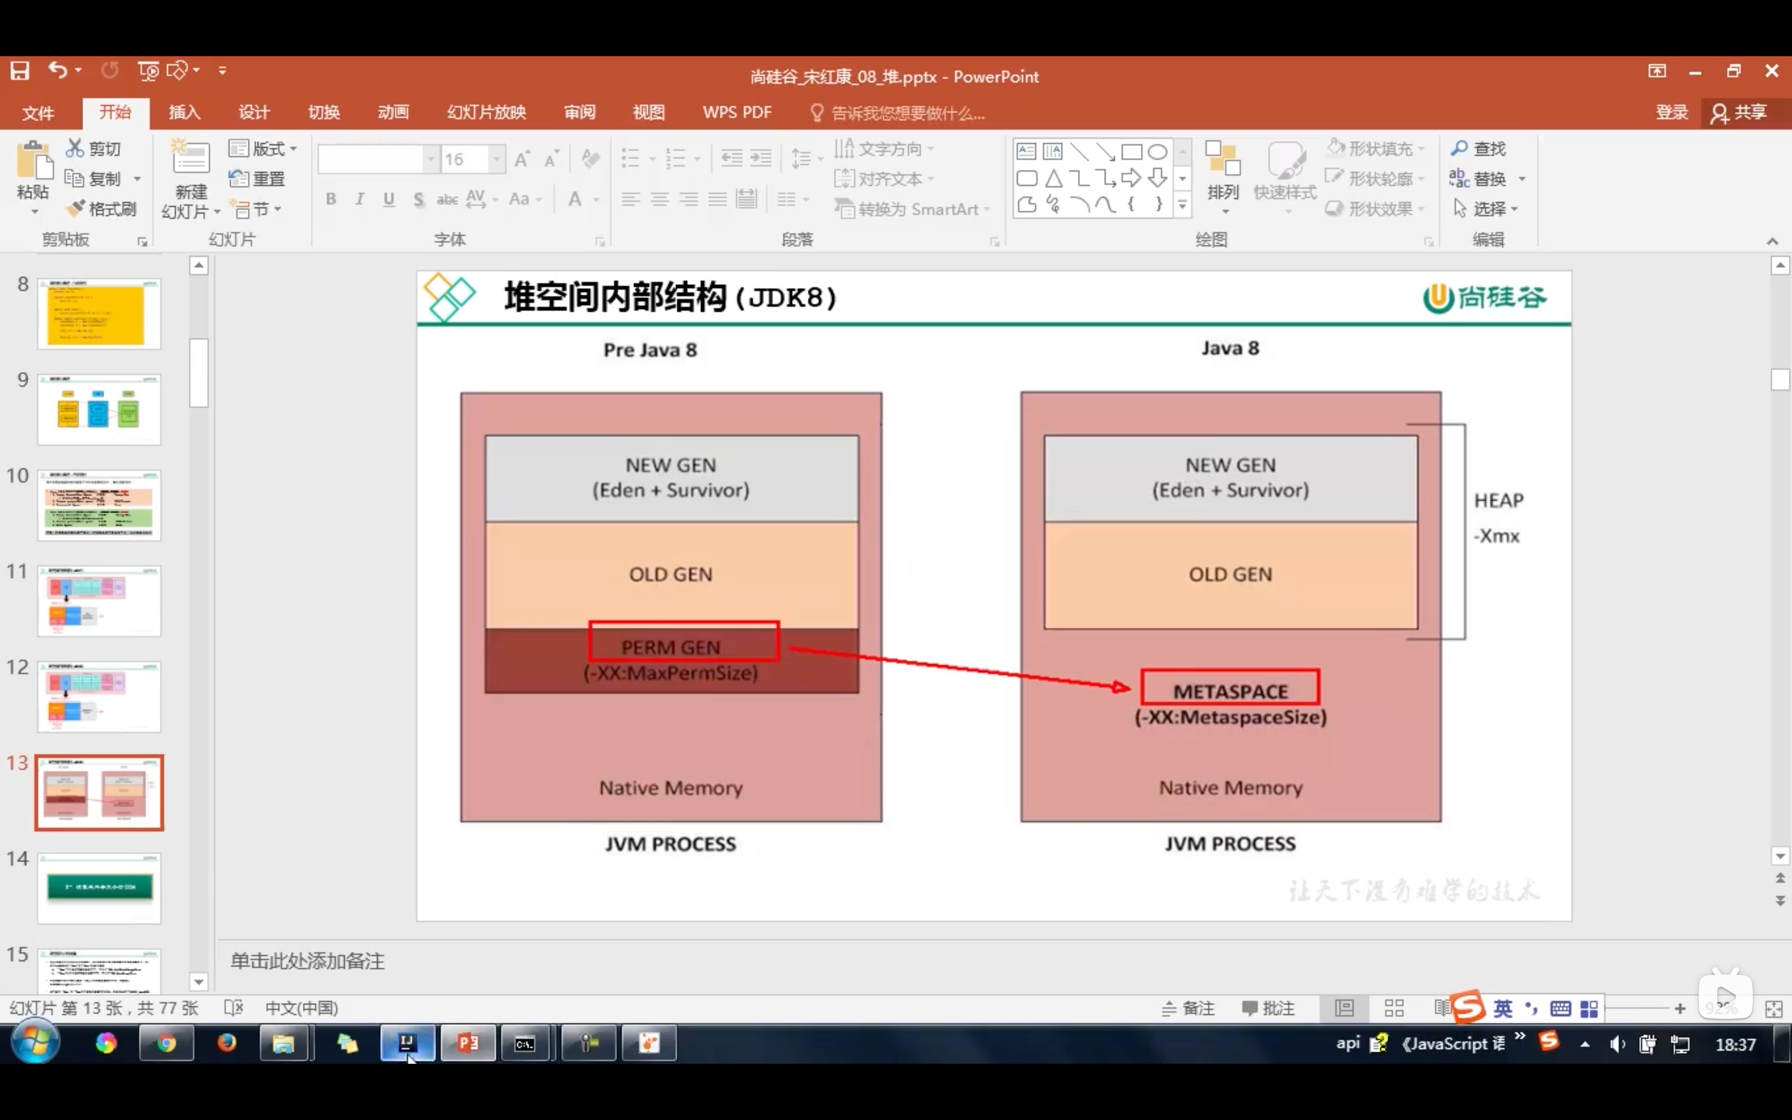 尚硅谷_宋红康_08_堆.pptx - PowerPoint
文件 开始 插入 设计 切换 动画 幻灯片放映 审阅 视图 WPS PDF 告诉我您想要做什么... 登录 共享
粘贴 剪切 复制 格式刷 剪贴板
新建 幻灯片 版式 重置 节 幻灯片
16
B I U S abc AV Aa A 字体
文字方向 对齐文本 转换为 SmartArt 段落
排列 快速样式 形状填充 形状轮廓 形状效果 绘图
查找 替换 选择 编辑
8
9
10
11
12
13
14
15
堆空间内部结构(JDK8)
尚硅谷
Pre Java 8
NEW GEN
(Eden + Survivor)
OLD GEN
PERM GEN
(-XX:MaxPermSize)
Native Memory
JVM PROCESS
Java 8
NEW GEN
(Eden + Survivor)
OLD GEN
HEAP
-Xmx
METASPACE
(-XX:MetaspaceSize)
Native Memory
JVM PROCESS
让天下没有难学的技术
单击此处添加备注
幻灯片 第 13 张，共 77 张 中文(中国) 备注 批注 英 92%
api 《JavaScript 语 » 18:37